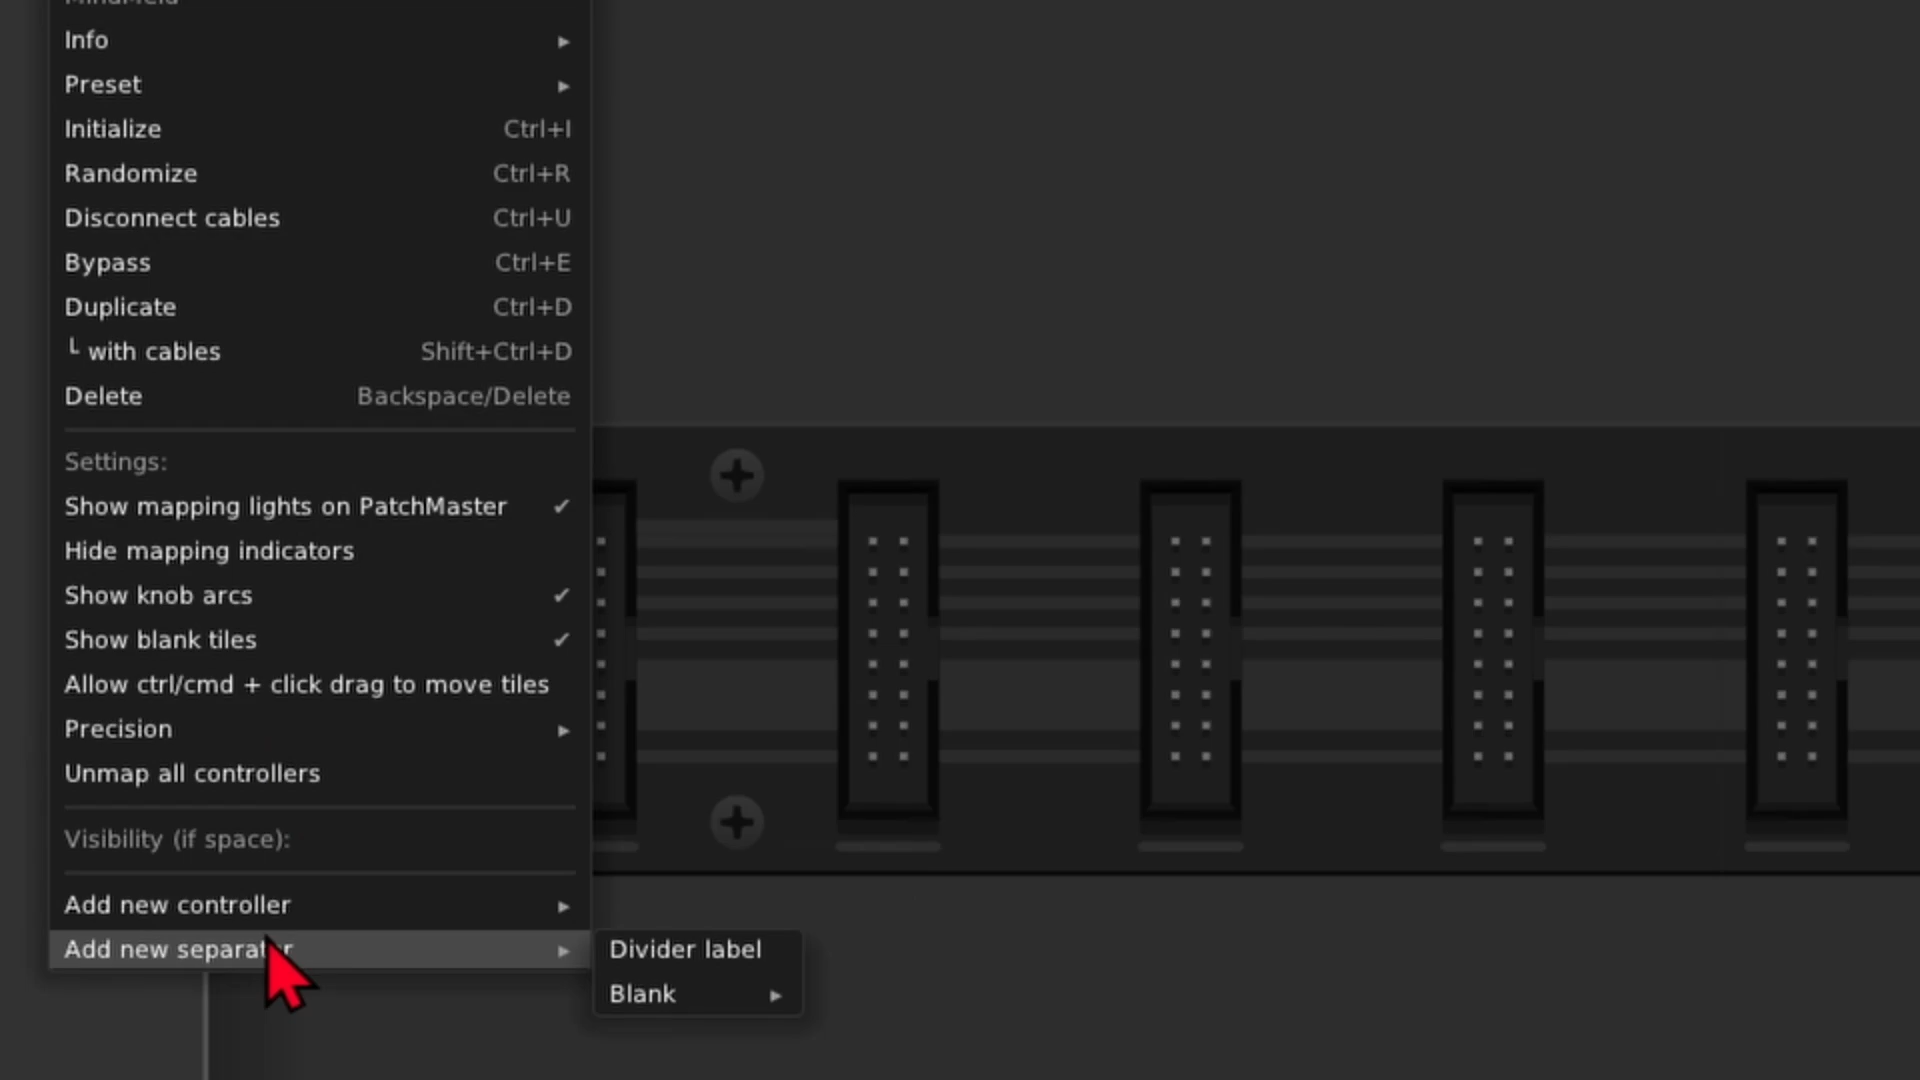 MindMeld
Info ▸
Preset ▸
Initialize Ctrl+I
Randomize Ctrl+R
Disconnect cables Ctrl+U
Bypass Ctrl+E
Duplicate Ctrl+D
└ with cables Shift+Ctrl+D
Delete Backspace/Delete
Settings:
Show mapping lights on PatchMaster ✔
Hide mapping indicators
Show knob arcs ✔
Show blank tiles ✔
Allow ctrl/cmd + click drag to move tiles
Precision ▸
Unmap all controllers
Visibility (if space):
Add new controller ▸
Add new separator ▸
Divider label
Blank ▸